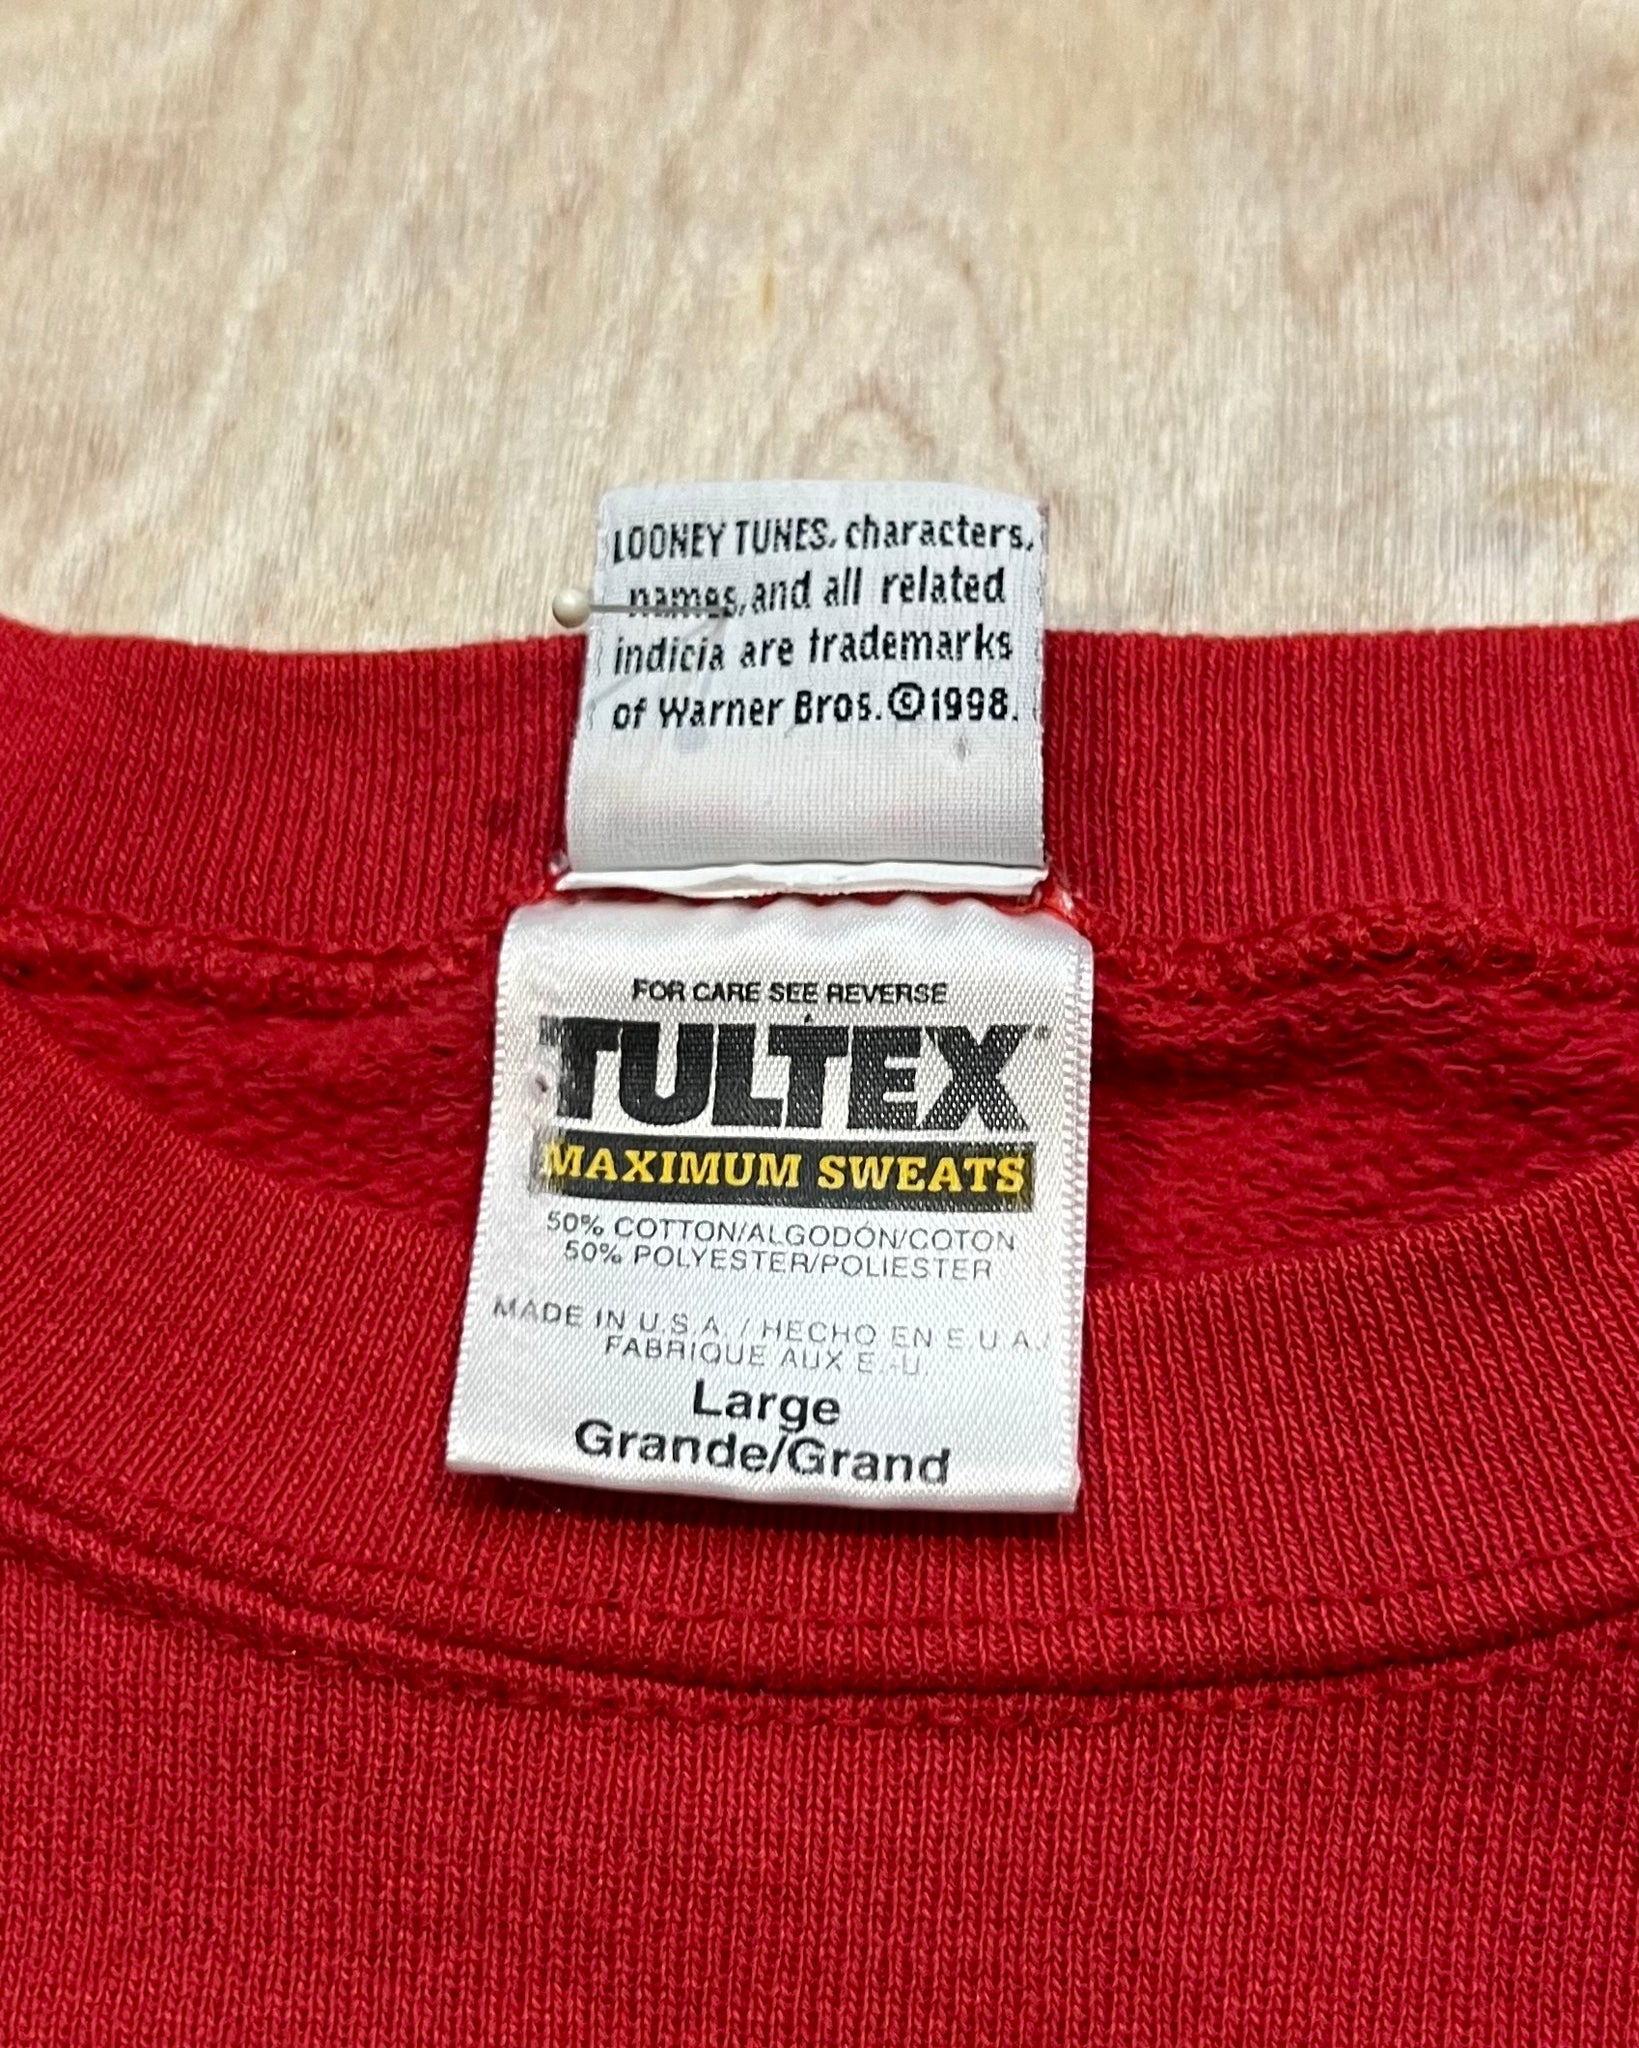 LOONEY TUNES, characters,
names, and all related
indicia are trademarks
of Warner Bros. ©1998.
FOR CARE SEE REVERSE
TULTEX®
MAXIMUM SWEATS
50% COTTON/ALGODÓN/COTON
50% POLYESTER/POLIESTER
MADE IN U.S.A. / HECHO EN E.U.A./
FABRIQUE AUX E.-U.
Large
Grande/Grand